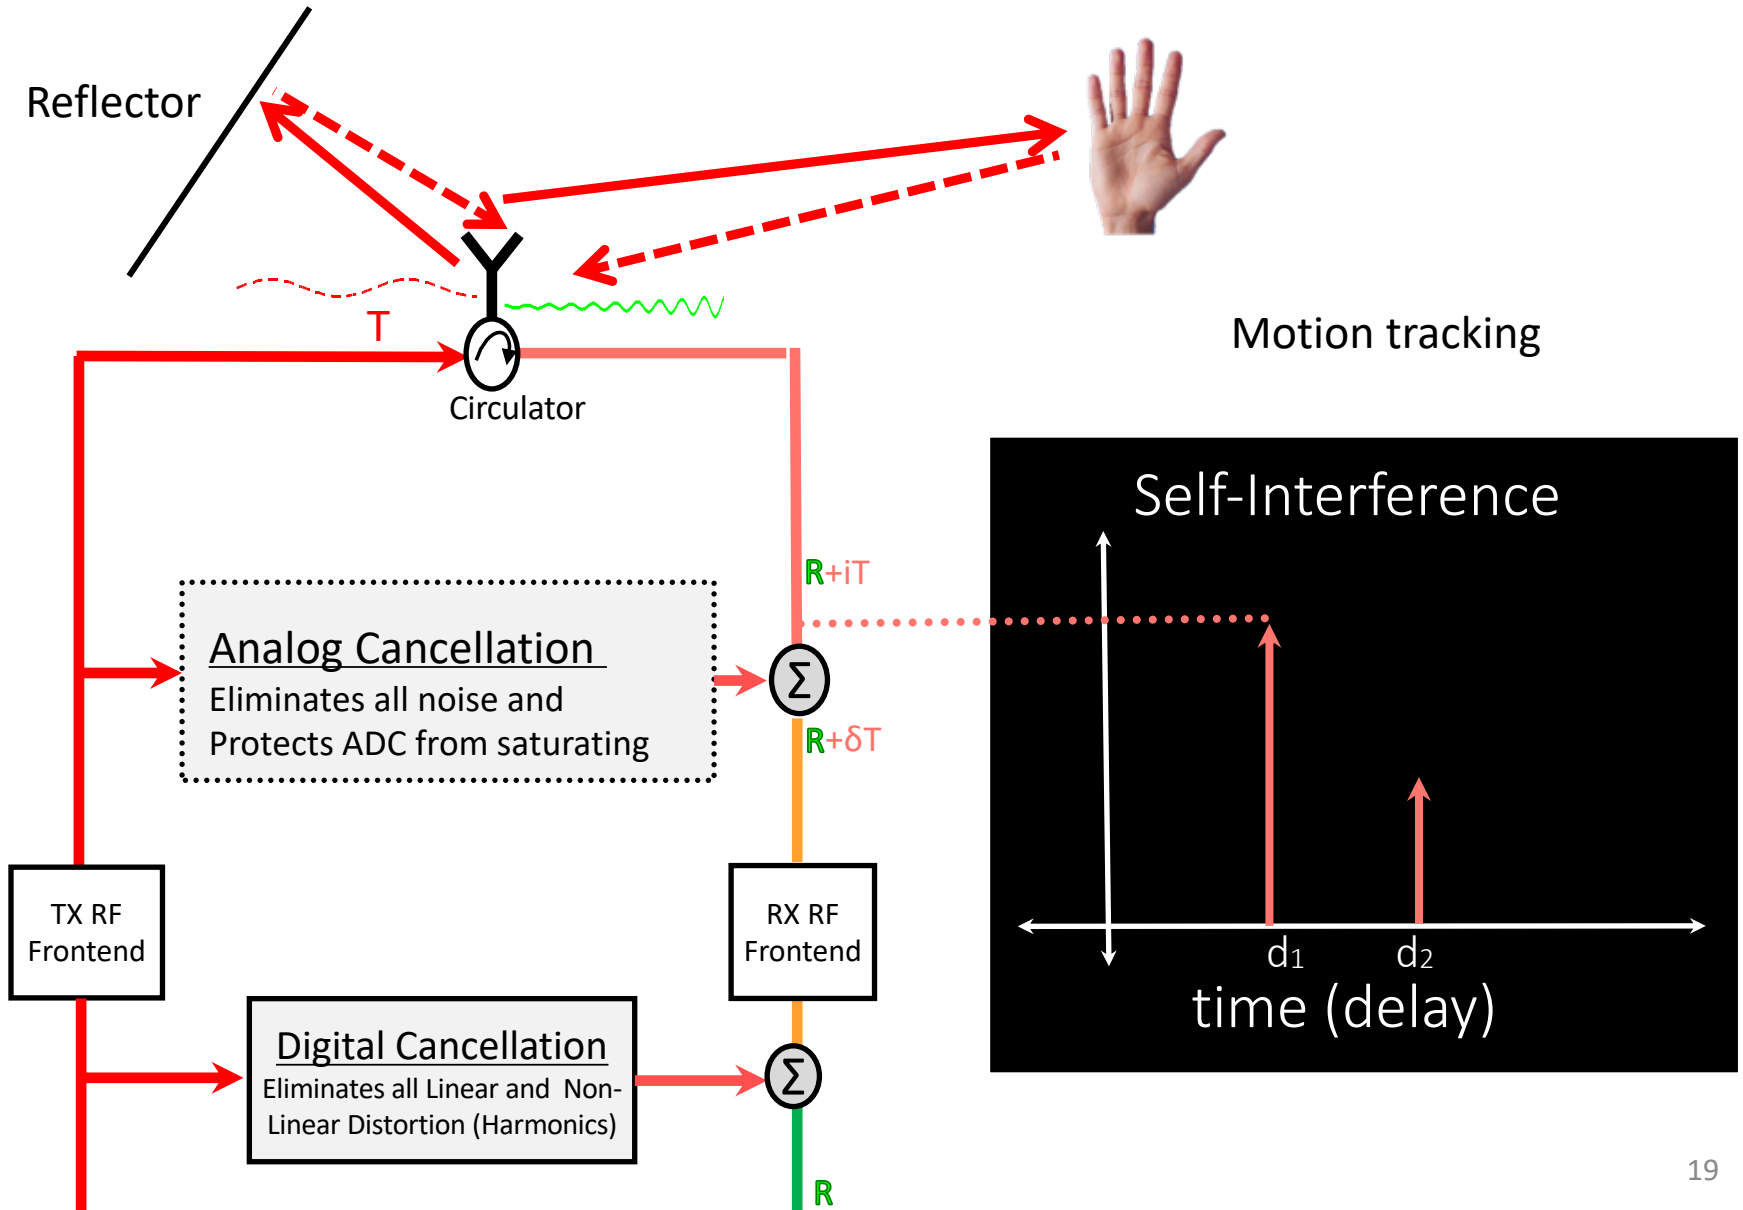 Reflector
T
Circulator
Motion tracking
Self-Interference
R+iT
Analog Cancellation
Eliminates all noise and
Protects ADC from saturating
Σ
R+δT
TX RF
Frontend
RX RF
Frontend
d1
d2
time (delay)
Digital Cancellation
Eliminates all Linear and Non-
Linear Distortion (Harmonics)
Σ
R
19